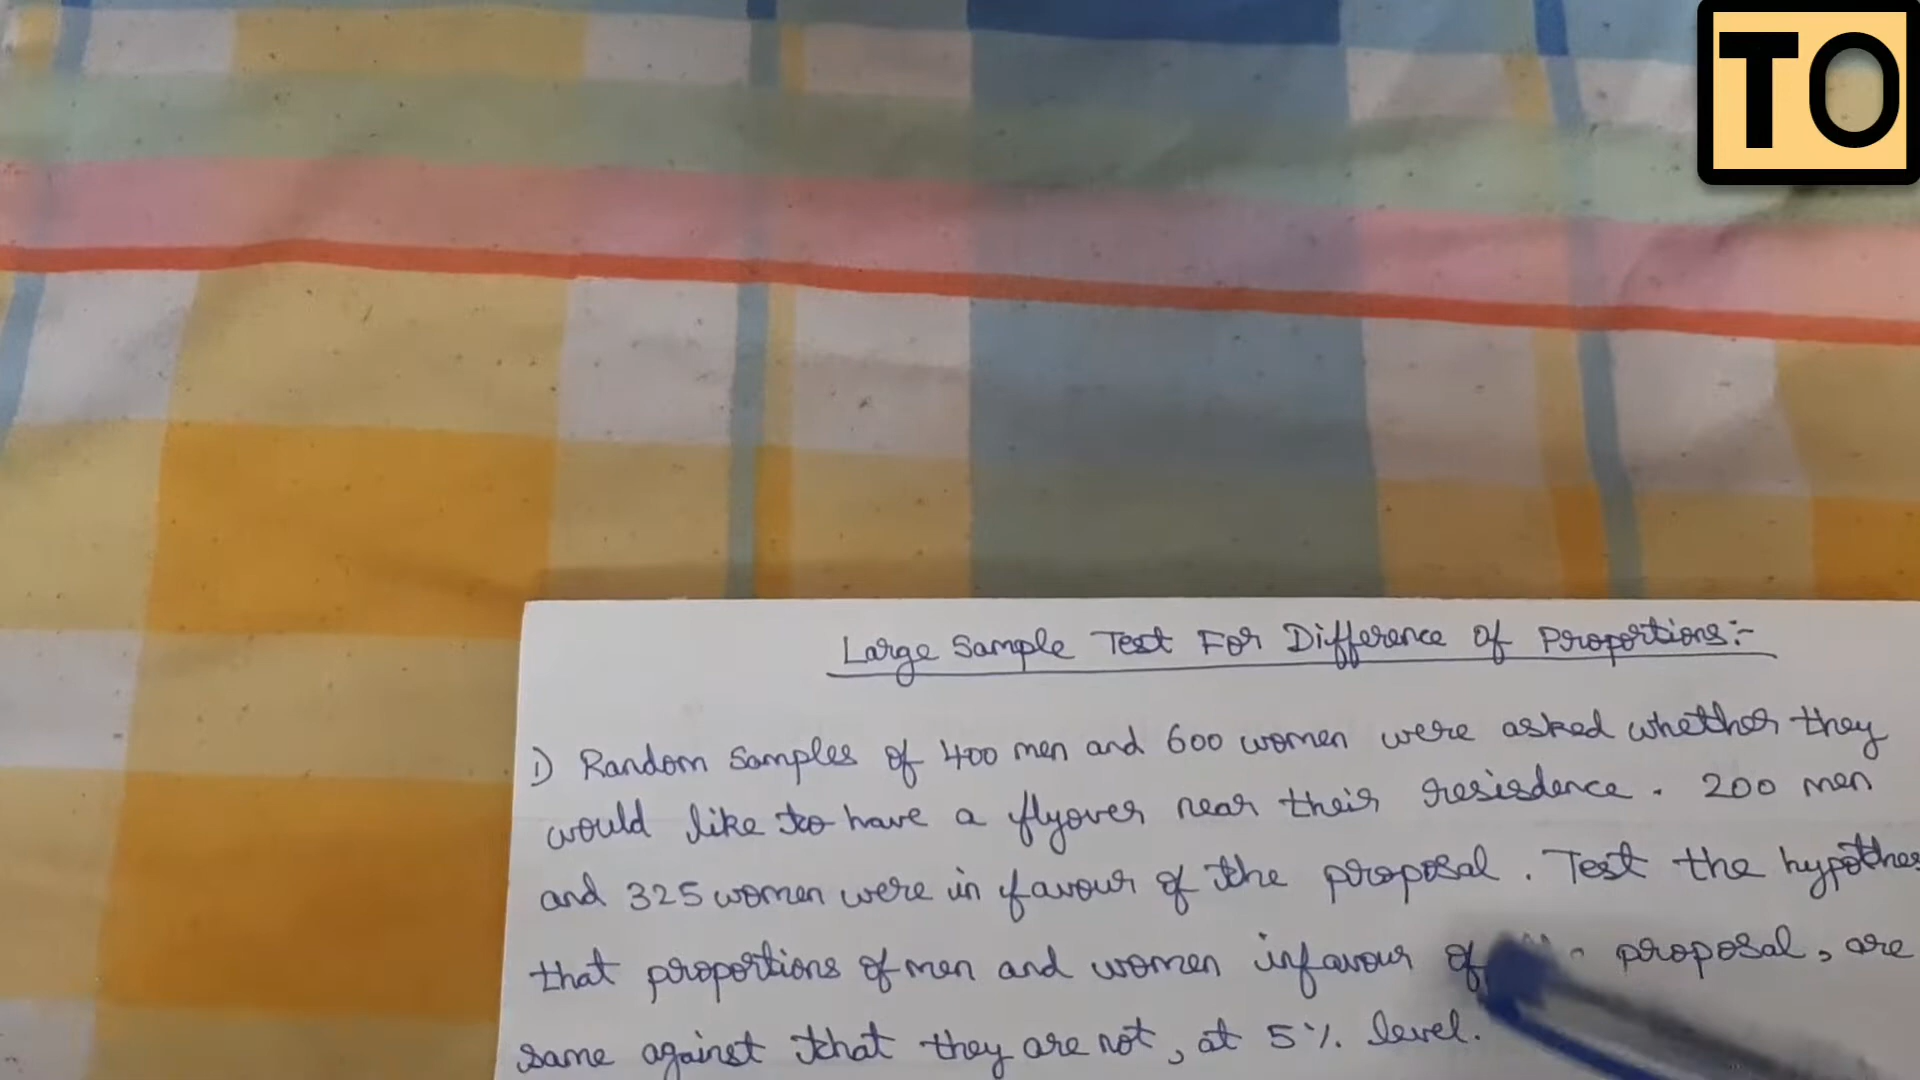 TO
Large Sample Test For Difference Of Proportions:-
1) Random Samples of 400 men and 600 women were asked whether they
would like to have a flyover near their resisdence. 200 men
and 325 women were in favour of the proposal. Test the hypothes
that proportions of men and women infavour of proposal, are
same against that they are not, at 5% level.